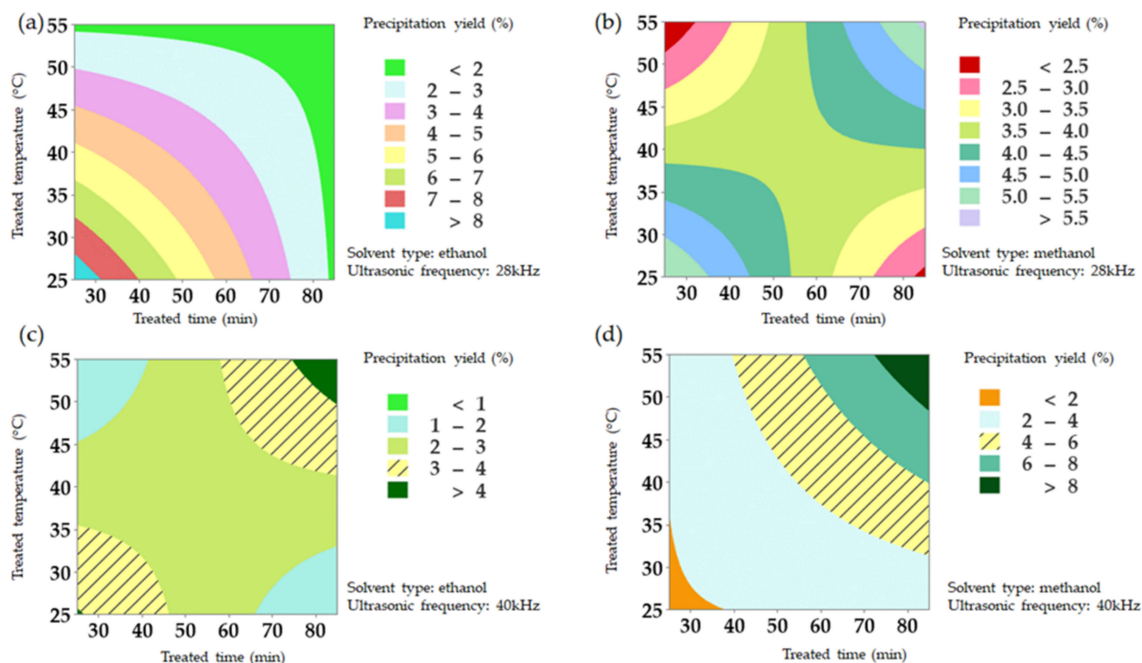 (a)
Precipitation yield (%)
< 2
2 – 3
3 – 4
4 – 5
5 – 6
6 – 7
7 – 8
> 8
Solvent type: ethanol
Ultrasonic frequency: 28kHz
Treated temperature (°C)
55
50
45
40
35
30
25
30 40 50 60 70 80
Treated time (min)
(b)
Precipitation yield (%)
< 2.5
2.5 – 3.0
3.0 – 3.5
3.5 – 4.0
4.0 – 4.5
4.5 – 5.0
5.0 – 5.5
> 5.5
Solvent type: methanol
Ultrasonic frequency: 28kHz
Treated temperature (°C)
55
50
45
40
35
30
25
30 40 50 60 70 80
Treated time (min)
(c)
Precipitation yield (%)
< 1
1 – 2
2 – 3
3 – 4
> 4
Solvent type: ethanol
Ultrasonic frequency: 40kHz
Treated temperature (°C)
55
50
45
40
35
30
25
30 40 50 60 70 80
Treated time (min)
(d)
Precipitation yield (%)
< 2
2 – 4
4 – 6
6 – 8
> 8
Solvent type: methanol
Ultrasonic frequency: 40kHz
Treated temperature (°C)
55
50
45
40
35
30
25
30 40 50 60 70 80
Treated time (min)